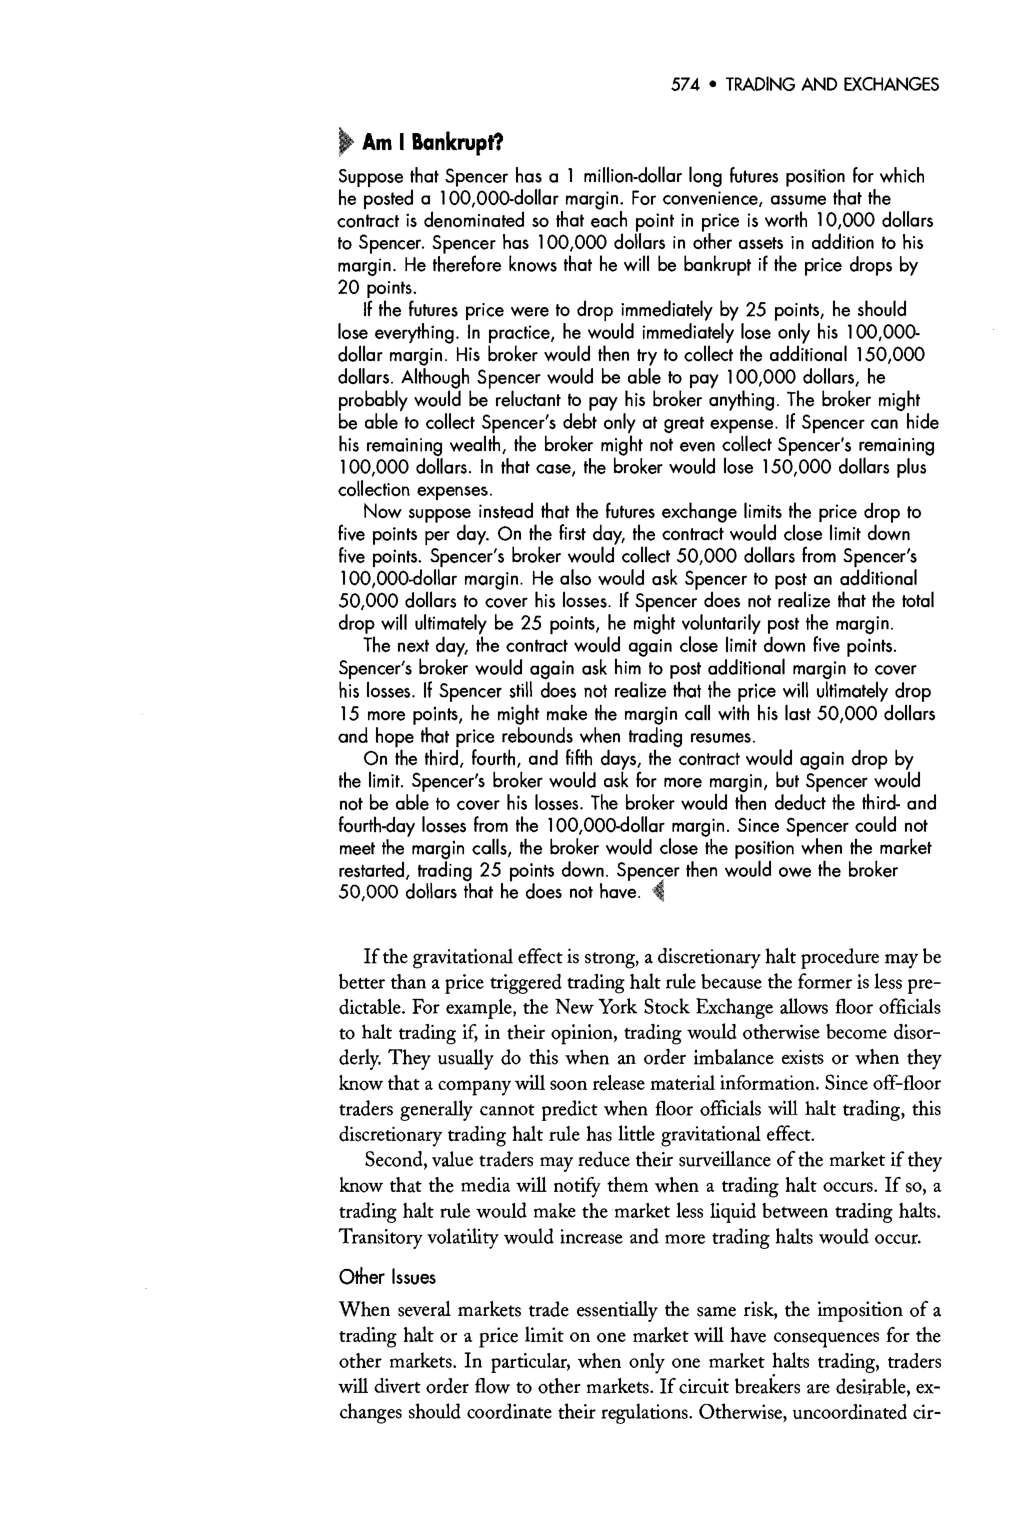 574 • TRADING AND EXCHANGES
Am I Bankrupt?
Suppose that Spencer has a 1 million-dollar long futures position for which
he posted a 100,000-dollar margin. For convenience, assume that the
contract is denominated so that each point in price is worth 10,000 dollars
to Spencer. Spencer has 100,000 dollars in other assets in addition to his
margin. He therefore knows that he will be bankrupt if the price drops by
20 points.
If the futures price were to drop immediately by 25 points, he should
lose everything. In practice, he would immediately lose only his 100,000-
dollar margin. His broker would then try to collect the additional 150,000
dollars. Although Spencer would be able to pay 100,000 dollars, he
probably would be reluctant to pay his broker anything. The broker might
be able to collect Spencer's debt only at great expense. If Spencer can hide
his remaining wealth, the broker might not even collect Spencer's remaining
100,000 dollars. In that case, the broker would lose 150,000 dollars plus
collection expenses.
Now suppose instead that the futures exchange limits the price drop to
five points per day. On the first day, the contract would close limit down
five points. Spencer's broker would collect 50,000 dollars from Spencer's
100,000-dollar margin. He also would ask Spencer to post an additional
50,000 dollars to cover his losses. If Spencer does not realize that the total
drop will ultimately be 25 points, he might voluntarily post the margin.
The next day, the contract would again close limit down five points.
Spencer's broker would again ask him to post additional margin to cover
his losses. If Spencer still does not realize that the price will ultimately drop
15 more points, he might make the margin call with his last 50,000 dollars
and hope that price rebounds when trading resumes.
On the third, fourth, and fifth days, the contract would again drop by
the limit. Spencer's broker would ask for more margin, but Spencer would
not be able to cover his losses. The broker would then deduct the third- and
fourth-day losses from the 100,000-dollar margin. Since Spencer could not
meet the margin calls, the broker would close the position when the market
restarted, trading 25 points down. Spencer then would owe the broker
50,000 dollars that he does not have.
If the gravitational effect is strong, a discretionary halt procedure may be
better than a price triggered trading halt rule because the former is less pre-
dictable. For example, the New York Stock Exchange allows floor officials
to halt trading if, in their opinion, trading would otherwise become disor-
derly. They usually do this when an order imbalance exists or when they
know that a company will soon release material information. Since off-floor
traders generally cannot predict when floor officials will halt trading, this
discretionary trading halt rule has little gravitational effect.
Second, value traders may reduce their surveillance of the market if they
know that the media will notify them when a trading halt occurs. If so, a
trading halt rule would make the market less liquid between trading halts.
Transitory volatility would increase and more trading halts would occur.
Other Issues
When several markets trade essentially the same risk, the imposition of a
trading halt or a price limit on one market will have consequences for the
other markets. In particular, when only one market halts trading, traders
will divert order flow to other markets. If circuit breakers are desirable, ex-
changes should coordinate their regulations. Otherwise, uncoordinated cir-